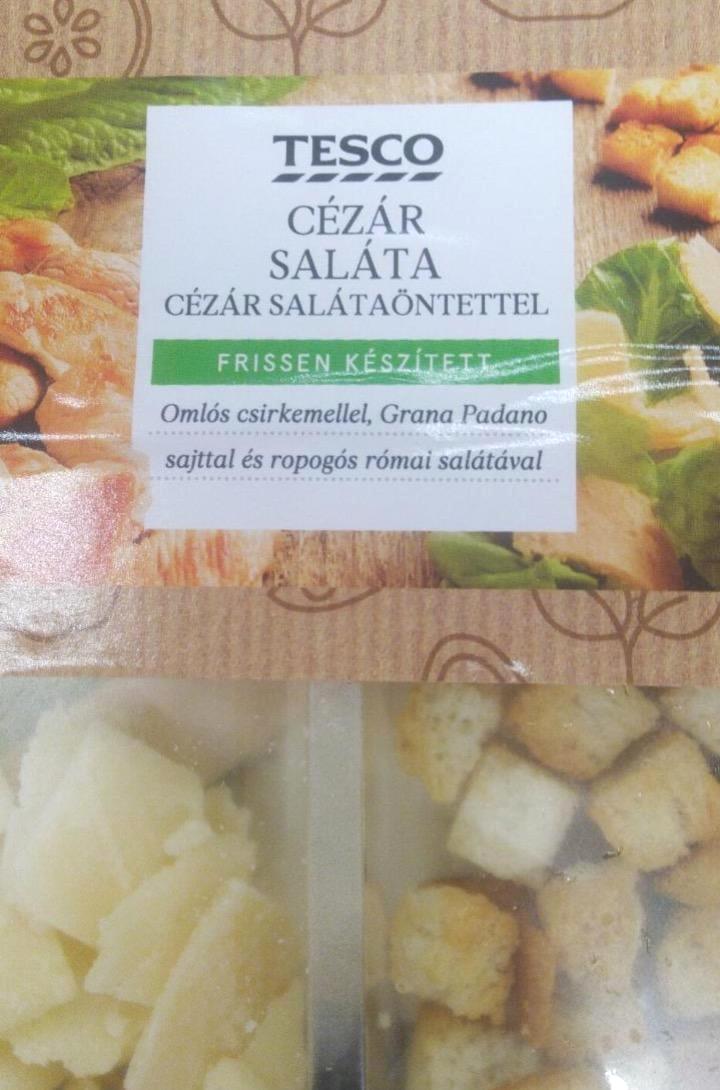 TESCO
CÉZÁR
SALÁTA
CÉZÁR SALÁTAÖNTETTEL
FRISSEN KÉSZÍTETT
Omlós csirkemellel, Grana Padano
sajttal és ropogós római salátával